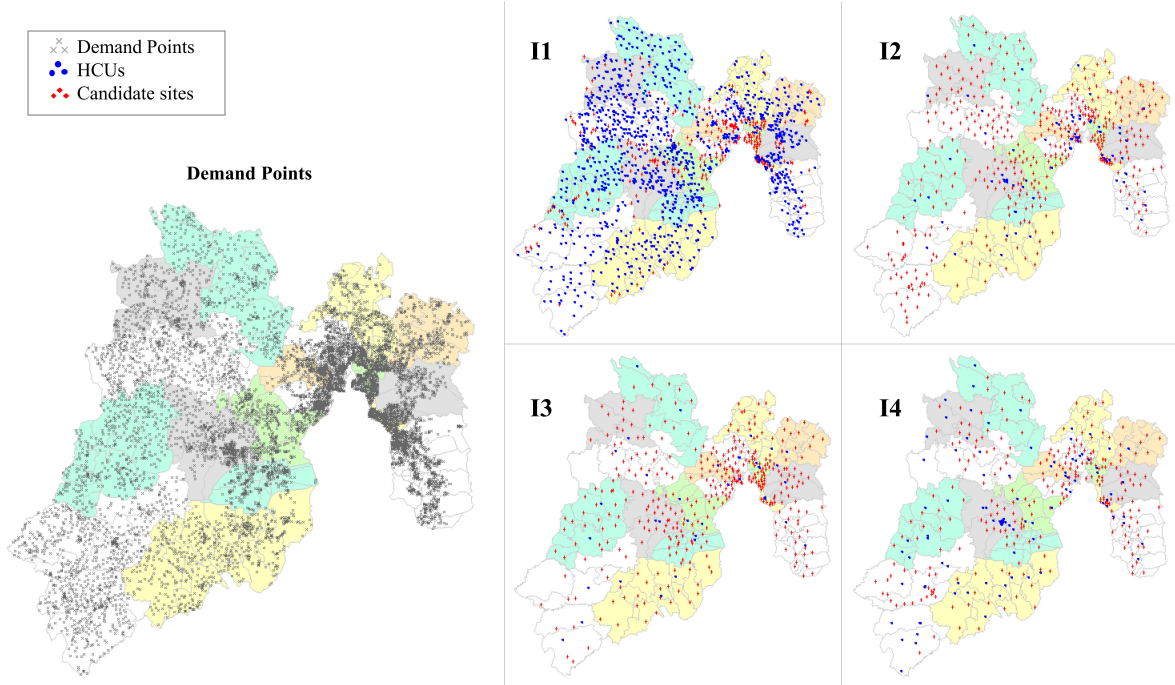 Demand Points
HCUs
Candidate sites
Demand Points
I1
I2
I3
I4